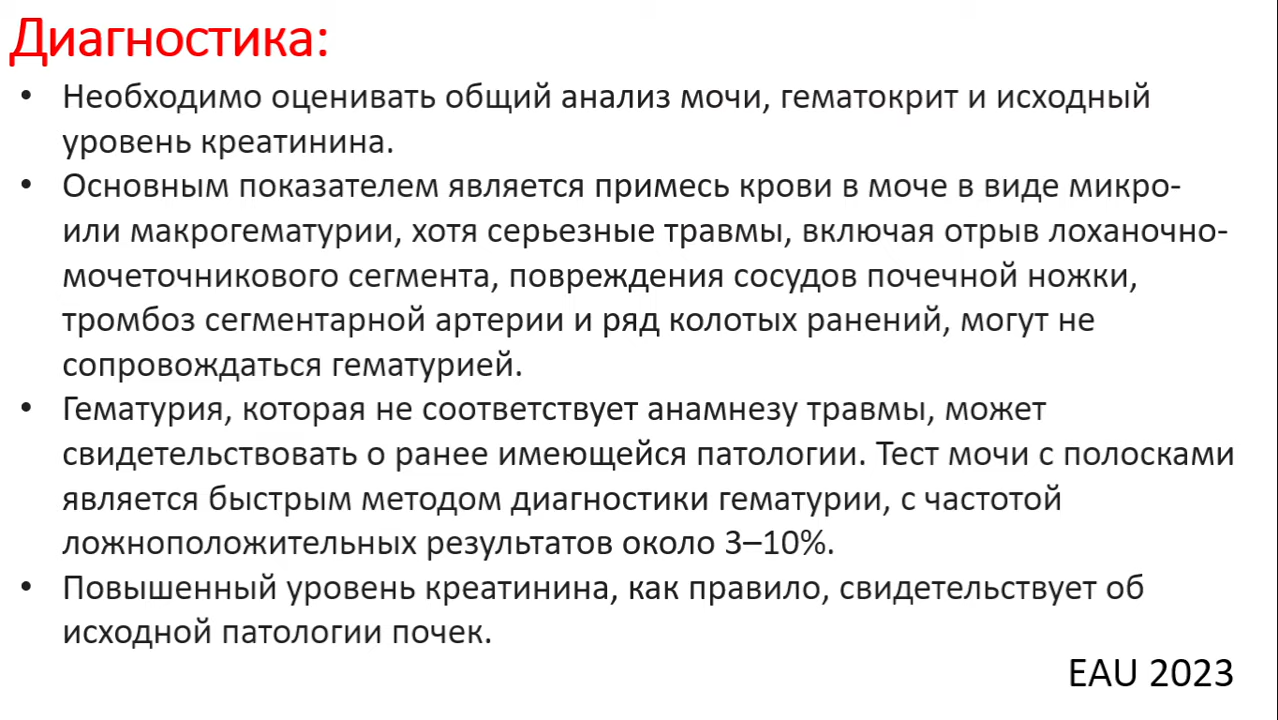 Диагностика:
• Необходимо оценивать общий анализ мочи, гематокрит и исходный
уровень креатинина.
• Основным показателем является примесь крови в моче в виде микро-
или макрогематурии, хотя серьезные травмы, включая отрыв лоханочно-
мочеточникового сегмента, повреждения сосудов почечной ножки,
тромбоз сегментарной артерии и ряд колотых ранений, могут не
сопровождаться гематурией.
• Гематурия, которая не соответствует анамнезу травмы, может
свидетельствовать о ранее имеющейся патологии. Тест мочи с полосками
является быстрым методом диагностики гематурии, с частотой
ложноположительных результатов около 3–10%.
• Повышенный уровень креатинина, как правило, свидетельствует об
исходной патологии почек.
EAU 2023